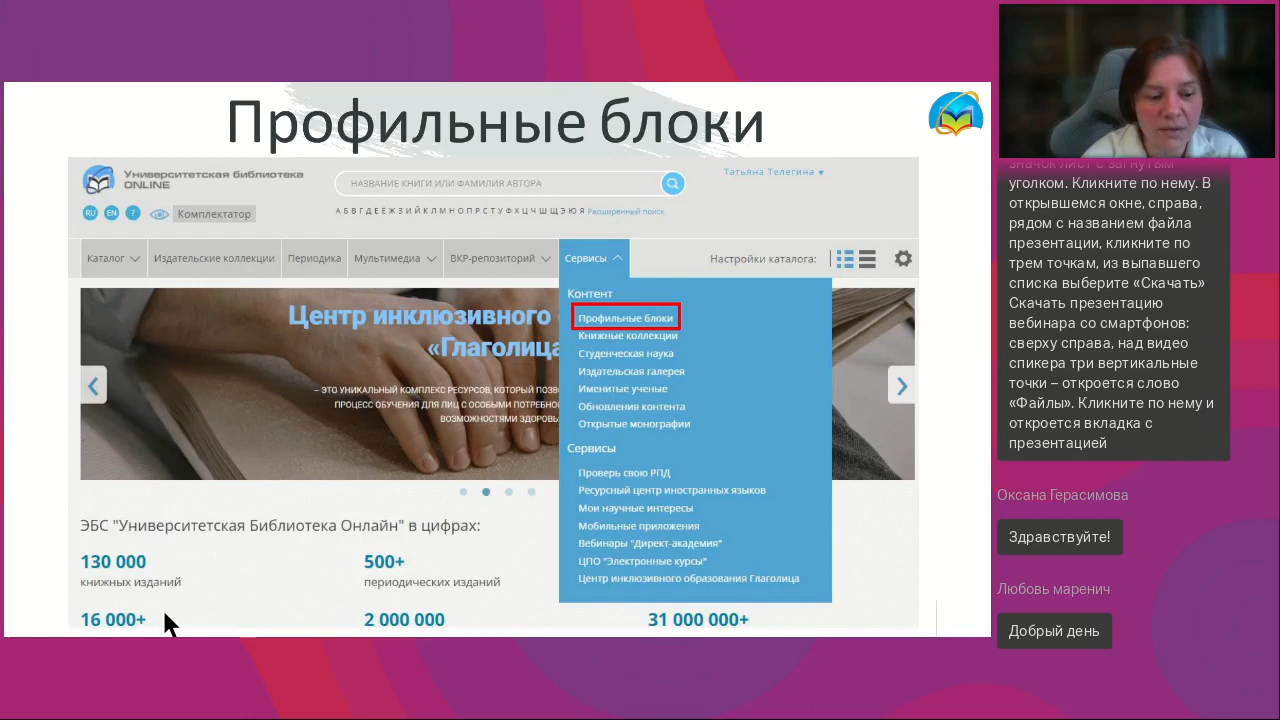 Профильные блоки
Университетская библиотека
ONLINE
НАЗВАНИЕ КНИГИ ИЛИ ФАМИЛИЯ АВТОРА
Татьяна Телегина
RU EN ? Комплектатор
А Б В Г Д Е Ё Ж З И Й К Л М Н О П Р С Т У Ф Х Ц Ч Ш Щ Э Ю Я Расширенный поиск
Каталог Издательские коллекции Периодика Мультимедиа ВКР-репозиторий Сервисы Настройки каталога:
Центр инклюзивного
«Глаголица
– ЭТО УНИКАЛЬНЫЙ КОМПЛЕКС РЕСУРСОВ, КОТОРЫЙ
ПРОЦЕСС ОБУЧЕНИЯ ДЛЯ ЛИЦ С ОСОБЫМИ
ВОЗМОЖНОСТЯМИ
Контент
Профильные блоки
Книжные коллекции
Студенческая наука
Издательская галерея
Именитые ученые
Обновления контента
Открытые монографии
Сервисы
Проверь свою РПД
Ресурсный центр иностранных языков
Мои научные интересы
Мобильные приложения
Вебинары "Директ-академия"
ЦПО "Электронные курсы"
Центр инклюзивного образования Глаголица
ЭБС "Университетская Библиотека Онлайн" в цифрах:
130 000
книжных изданий
500+
периодических изданий
16 000+
2 000 000
31 000 000+
значок лист с загнутым
уголком. Кликните по нему. В
открывшемся окне, справа,
рядом с названием файла
презентации, кликните по
трем точкам, из выпавшего
списка выберите «Скачать»
Скачать презентацию
вебинара со смартфонов:
сверху справа, над видео
спикера три вертикальные
точки – откроется слово
«Файлы». Кликните по нему и
откроется вкладка с
презентацией
Оксана Герасимова
Здравствуйте!
Любовь маренич
Добрый день